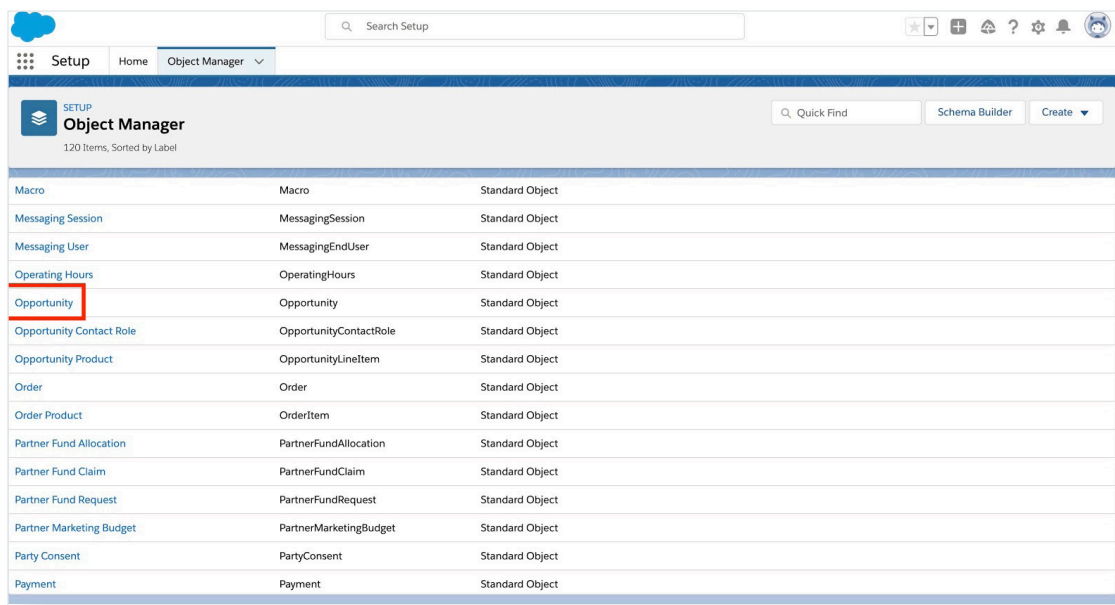 Search Setup
Setup Home Object Manager
SETUP
Object Manager
120 Items, Sorted by Label
Quick Find Schema Builder Create
Macro Macro Standard Object
Messaging Session MessagingSession Standard Object
Messaging User MessagingEndUser Standard Object
Operating Hours OperatingHours Standard Object
Opportunity Opportunity Standard Object
Opportunity Contact Role OpportunityContactRole Standard Object
Opportunity Product OpportunityLineItem Standard Object
Order Order Standard Object
Order Product OrderItem Standard Object
Partner Fund Allocation PartnerFundAllocation Standard Object
Partner Fund Claim PartnerFundClaim Standard Object
Partner Fund Request PartnerFundRequest Standard Object
Partner Marketing Budget PartnerMarketingBudget Standard Object
Party Consent PartyConsent Standard Object
Payment Payment Standard Object